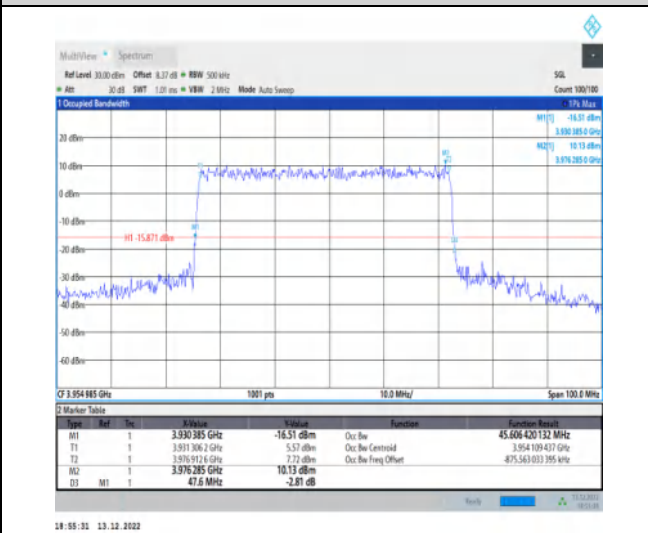 MultiView Spectrum
Ref Level 30.00 dBm Offset 8.37 dB RBW 500 kHz SGL
Att 30 dB SWT 1.01 ms VBW 2 MHz Mode Auto Sweep Count 100/100
1 Occupied Bandwidth 1Pk Max
M1[1] -16.51 dBm
3.930 385 0 GHz
M2[1] 10.13 dBm
3.976 285 0 GHz
20 dBm
10 dBm
0 dBm
-10 dBm
H1 -15.871 dBm
-20 dBm
-30 dBm
-40 dBm
-50 dBm
-60 dBm
CF 3.954 985 GHz 1001 pts 10.0 MHz/ Span 100.0 MHz
2 Marker Table
Type Ref Trc X-Value Y-Value Function Function Result
M1 1 3.930 385 GHz -16.51 dBm Occ Bw 45.606 420 132 MHz
T1 1 3.931 306 2 GHz 5.57 dBm Occ Bw Centroid 3.954 109 437 GHz
T2 1 3.976 912 6 GHz 7.72 dBm Occ Bw Freq Offset -875.563 033 395 kHz
M2 1 3.976 285 GHz 10.13 dBm
D3 M1 1 47.6 MHz -2.81 dB
Ready 13.12.2022
18:55:31 13.12.2022